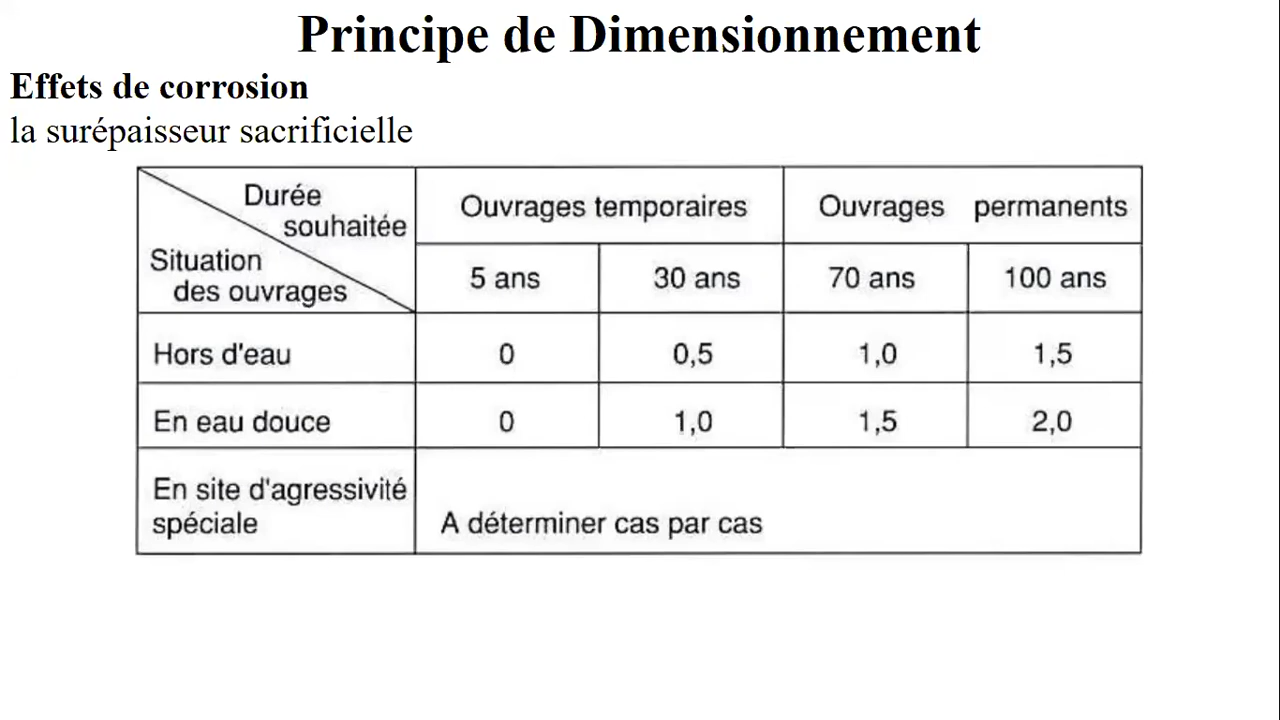 Principe de Dimensionnement
Effets de corrosion
la surépaisseur sacrificielle
Durée
souhaitée
Situation
des ouvrages
Ouvrages temporaires
Ouvrages permanents
5 ans
30 ans
70 ans
100 ans
Hors d'eau
0
0,5
1,0
1,5
En eau douce
0
1,0
1,5
2,0
En site d'agressivité
spéciale
A déterminer cas par cas